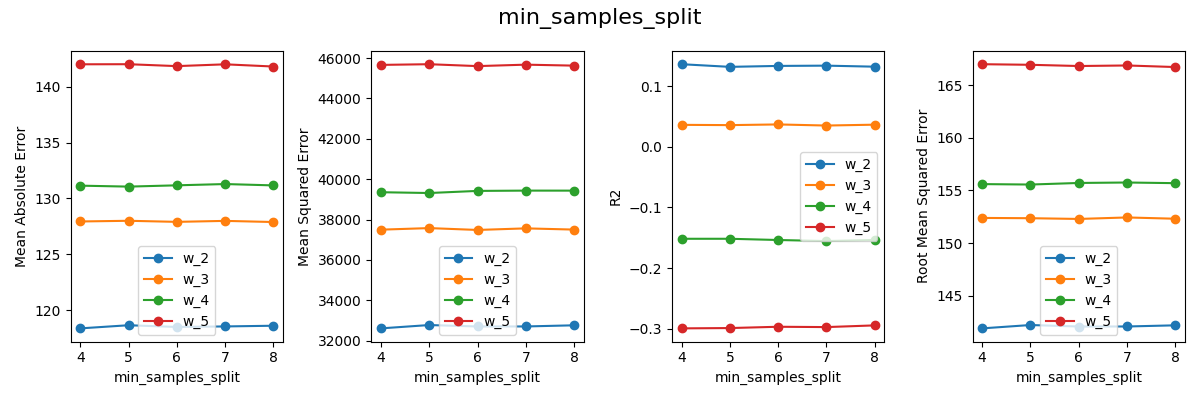 min_samples_split
Mean Absolute Error
140
135
130
125
120
4 5 6 7 8
min_samples_split
w_2
w_3
w_4
w_5
Mean Squared Error
46000
44000
42000
40000
38000
36000
34000
32000
4 5 6 7 8
min_samples_split
w_2
w_3
w_4
w_5
R2
0.1
0.0
−0.1
−0.2
−0.3
4 5 6 7 8
min_samples_split
w_2
w_3
w_4
w_5
Root Mean Squared Error
165
160
155
150
145
4 5 6 7 8
min_samples_split
w_2
w_3
w_4
w_5